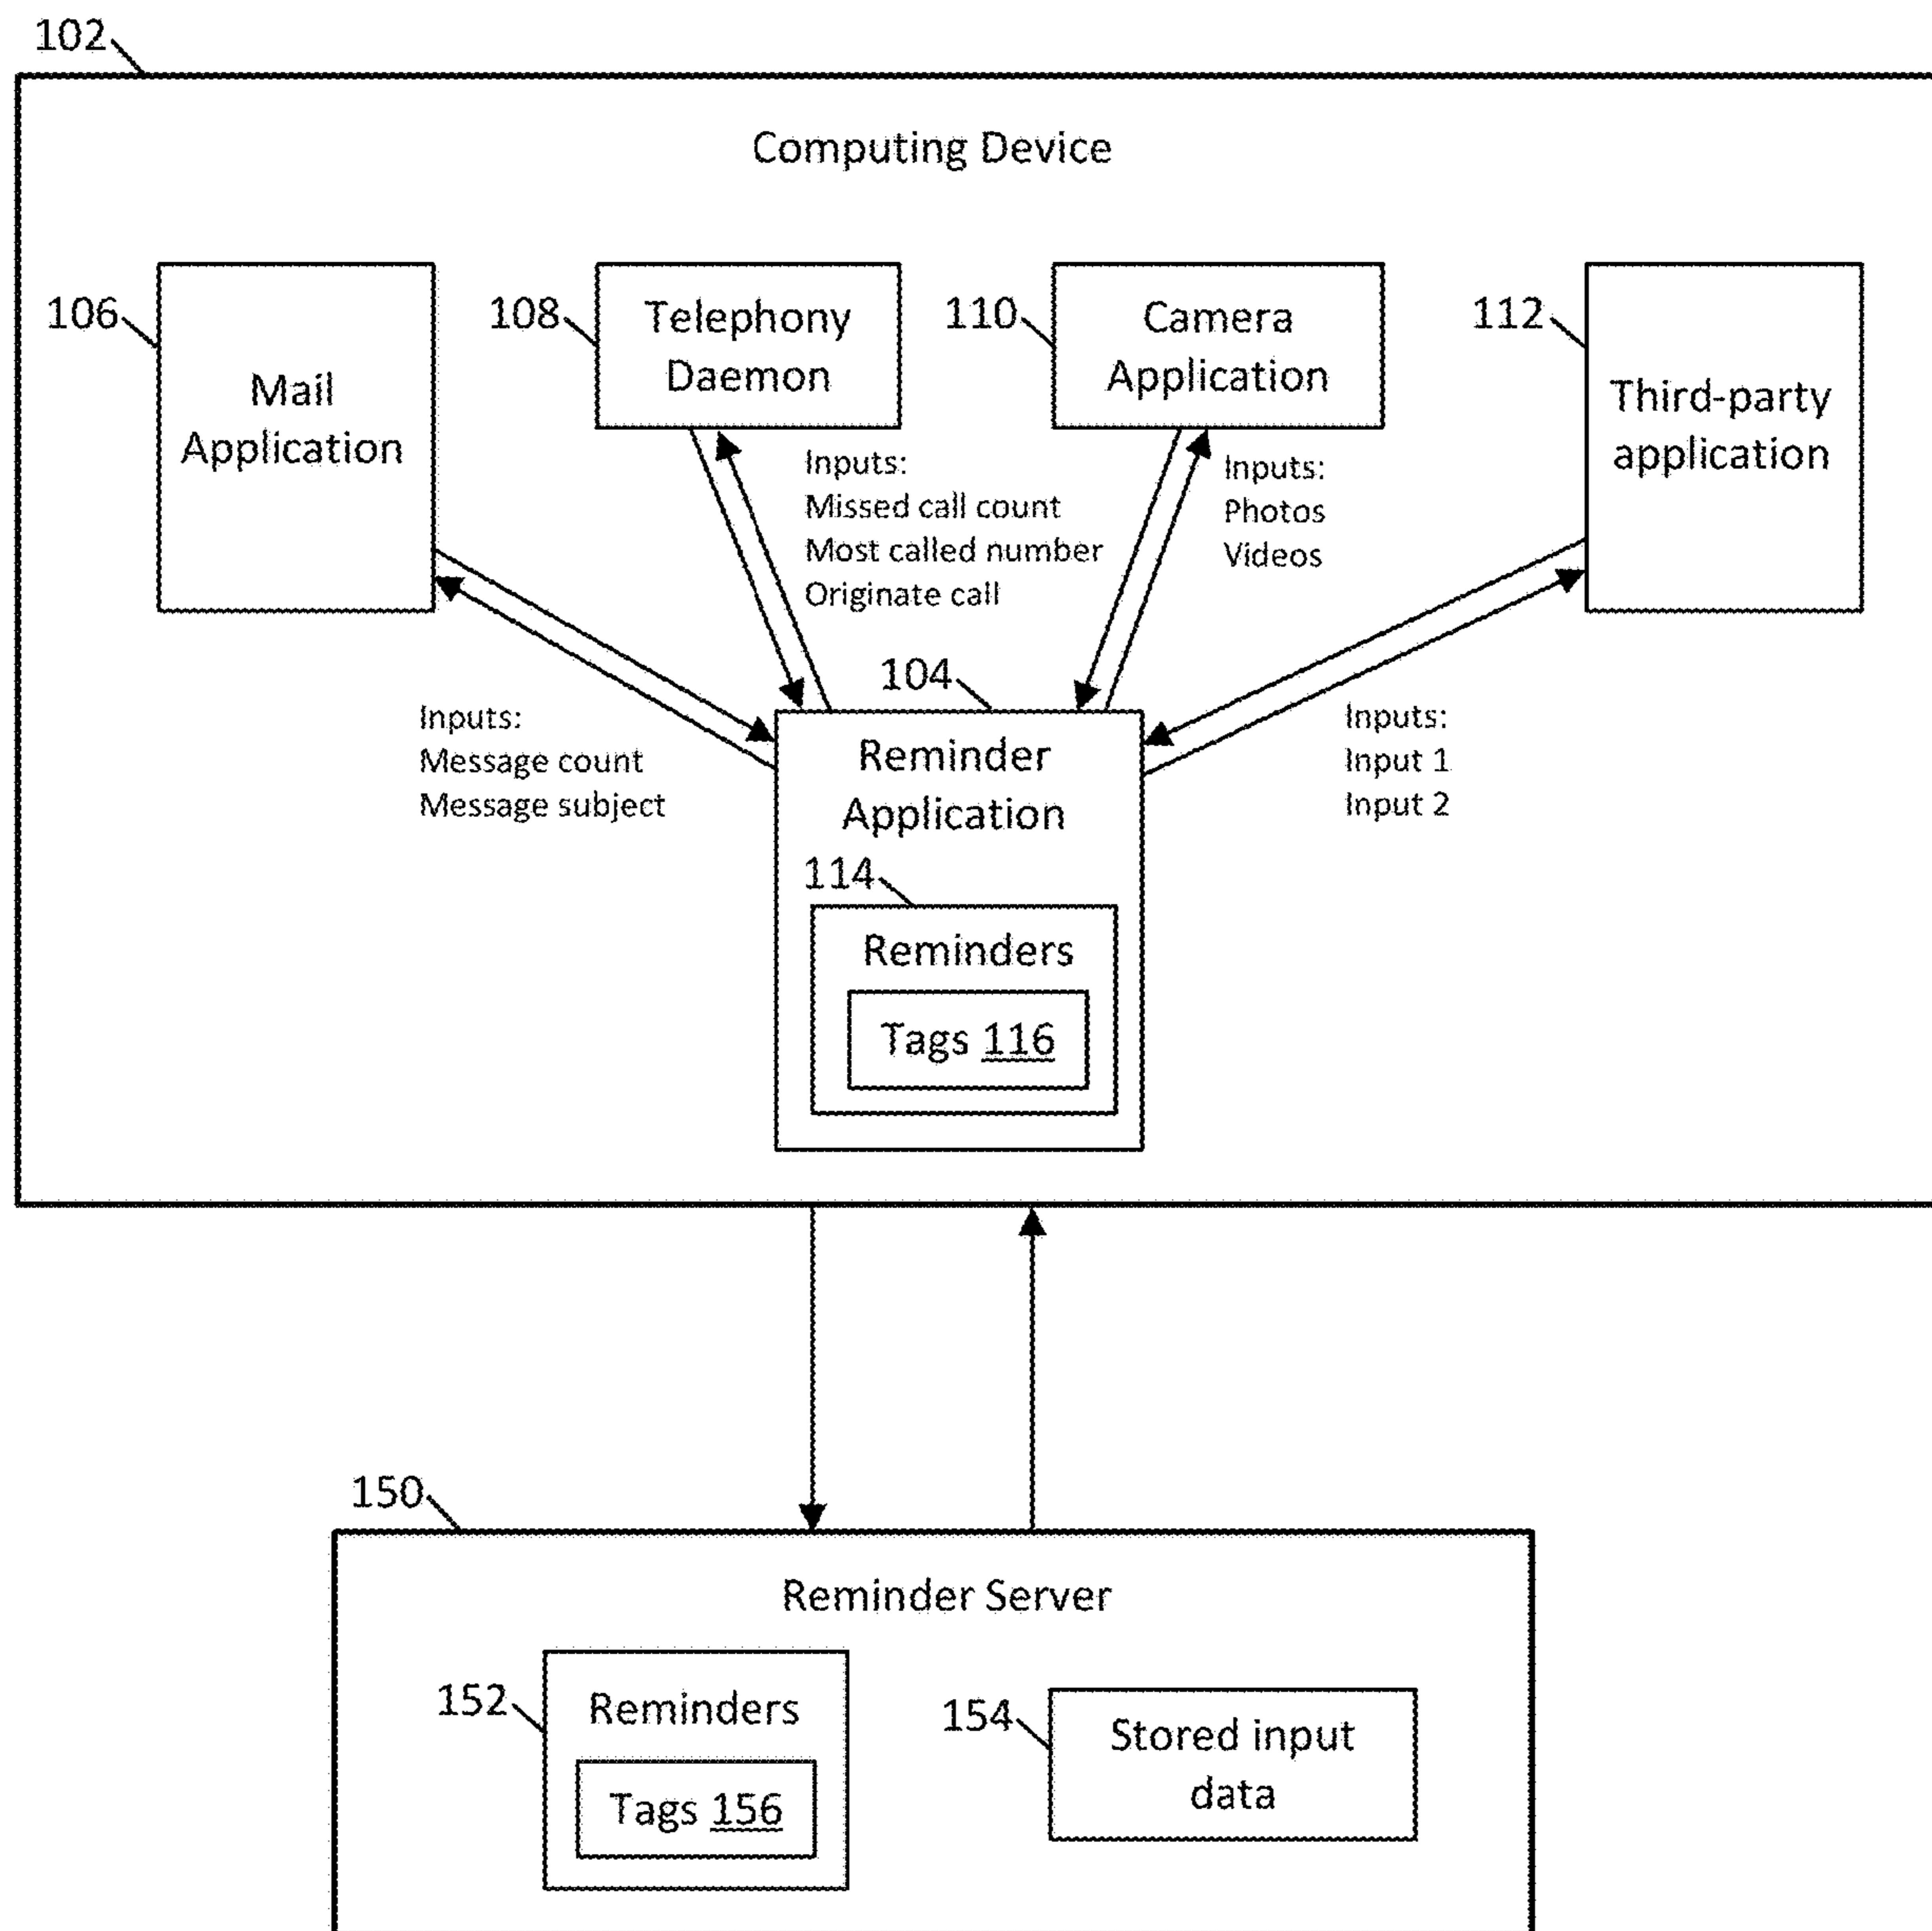 102
Computing Device
106
Mail
Application
108
Telephony
Daemon
110
Camera
Application
112
Third-party
application
Inputs:
Missed call count
Most called number
Originate call
Inputs:
Photos
Videos
Inputs:
Message count
Message subject
104
Reminder
Application
Inputs:
Input 1
Input 2
114
Reminders
Tags 116
150
Reminder Server
152
Reminders
Tags 156
154
Stored input
data